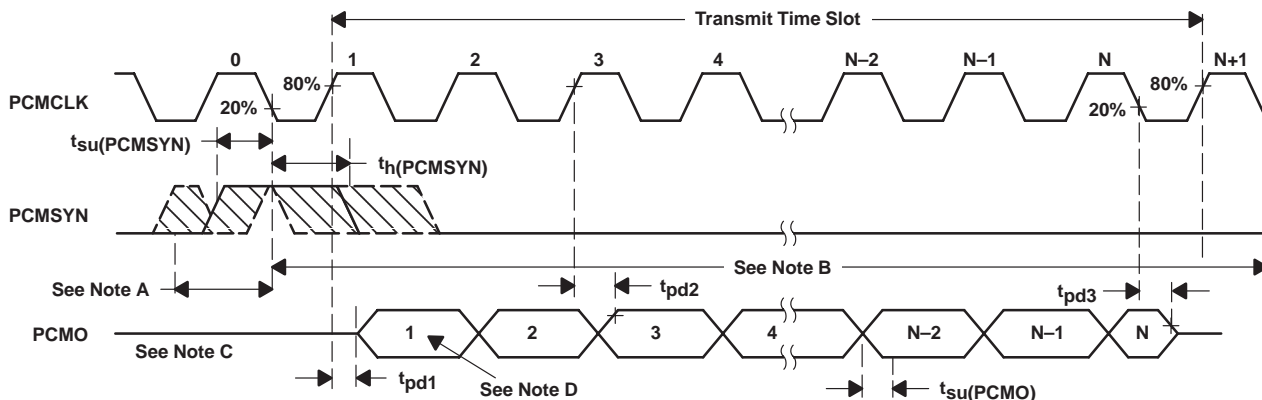 Transmit Time Slot
0 1 2 3 4 N–2 N–1 N N+1
80% 80%
PCMCLK
20% 20%
tsu(PCMSYN)
th(PCMSYN)
PCMSYN
See Note B
See Note A
tpd2 tpd3
PCMO
1 2 3 4 N–2 N–1 N
See Note C
tpd1 See Note D tsu(PCMO)